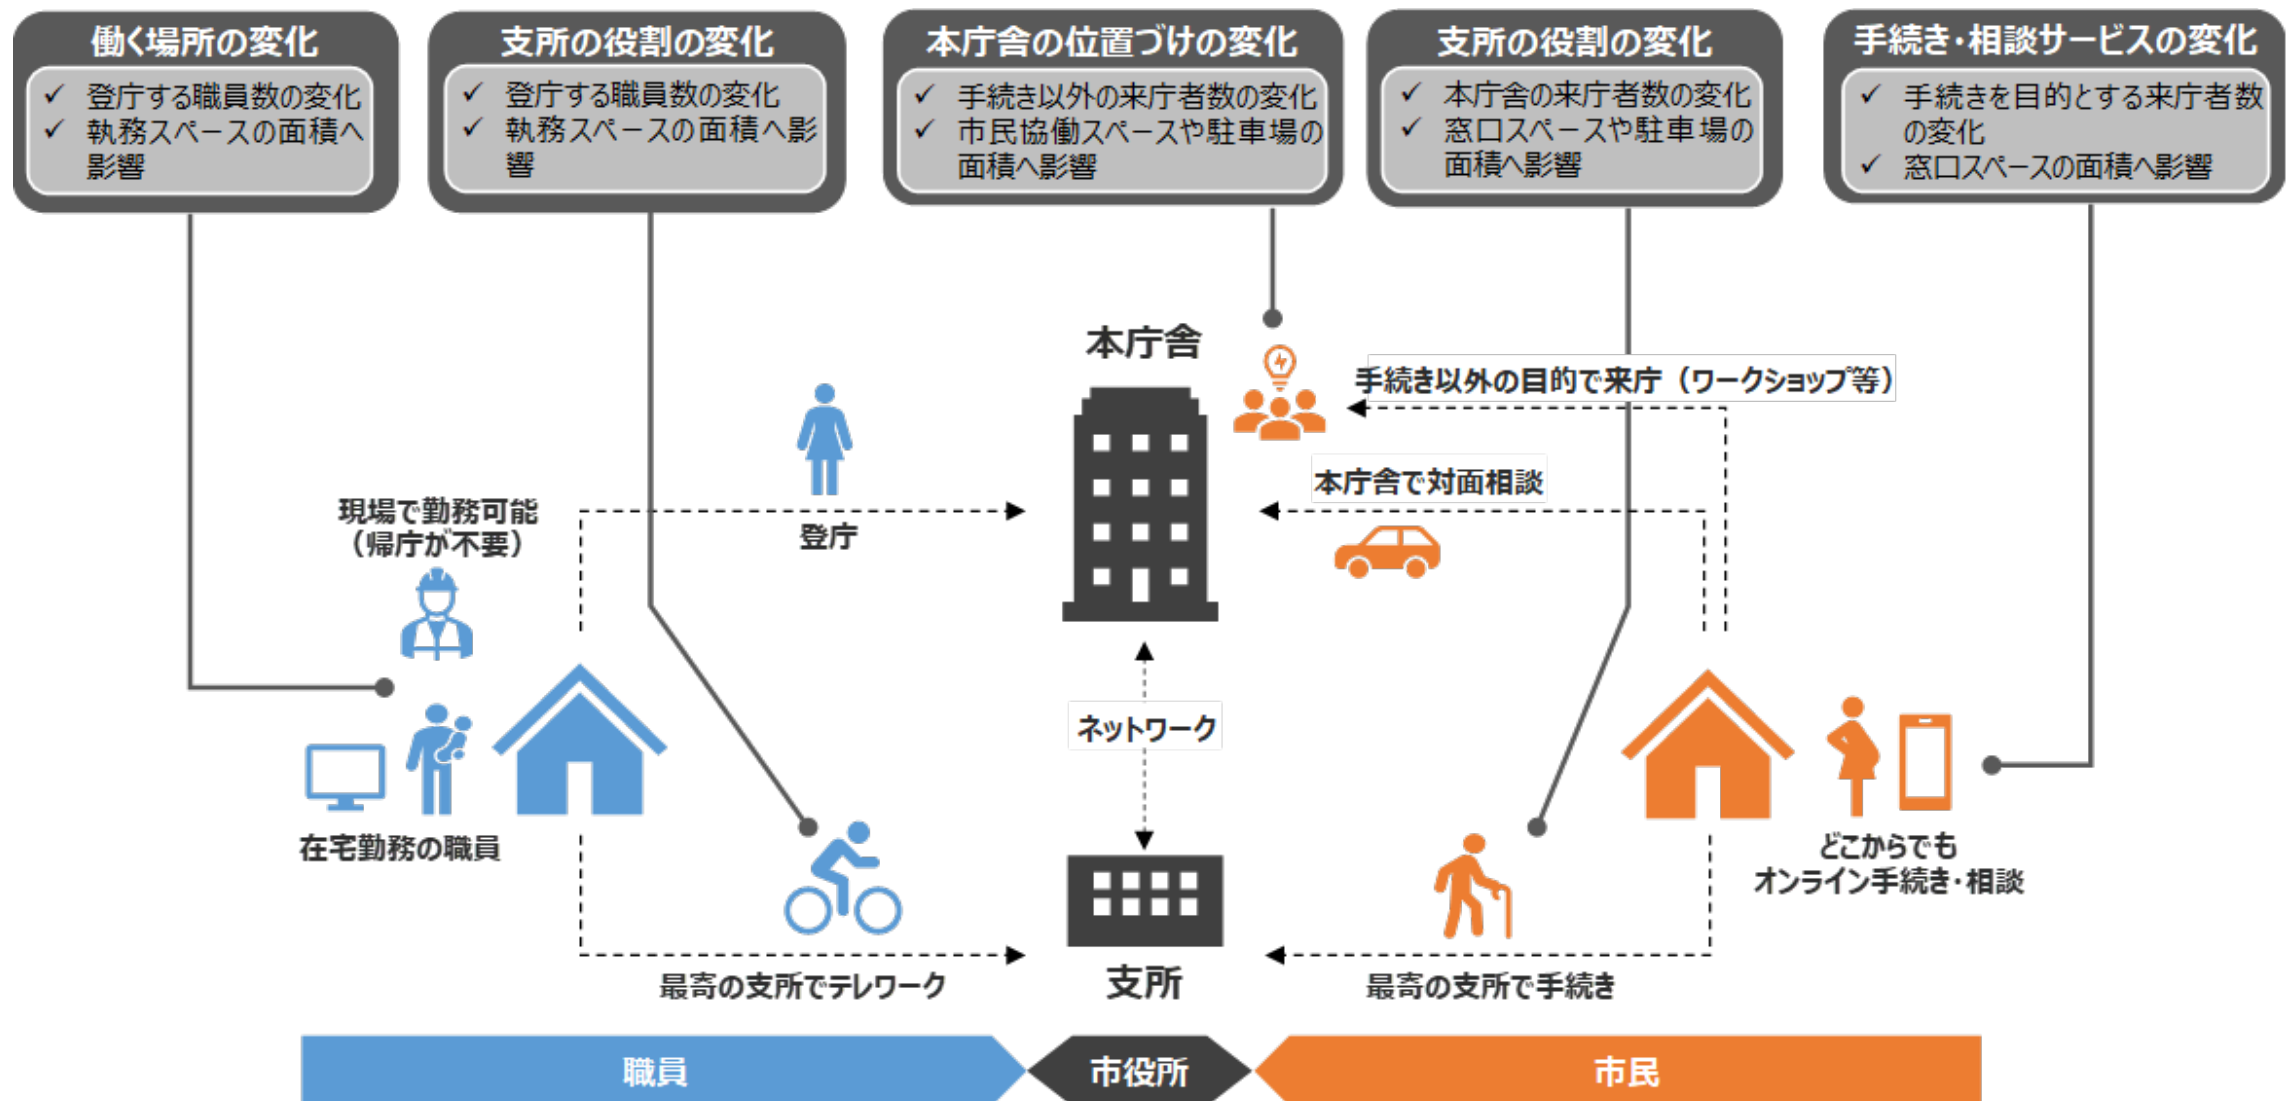 働く場所の変化
✓ 登庁する職員数の変化
✓ 執務スペースの面積へ
影響
支所の役割の変化
✓ 登庁する職員数の変化
✓ 執務スペースの面積へ影
響
本庁舎の位置づけの変化
✓ 手続き以外の来庁者数の変化
✓ 市民協働スペースや駐車場の
面積へ影響
支所の役割の変化
✓ 本庁舎の来庁者数の変化
✓ 窓口スペースや駐車場の
面積へ影響
手続き・相談サービスの変化
✓ 手続きを目的とする来庁者数
の変化
✓ 窓口スペースの面積へ影響
本庁舎
手続き以外の目的で来庁（ワークショップ等）
本庁舎で対面相談
現場で勤務可能
（帰庁が不要）
登庁
ネットワーク
在宅勤務の職員
どこからでも
オンライン手続き・相談
最寄の支所でテレワーク
支所
最寄の支所で手続き
職員
市役所
市民